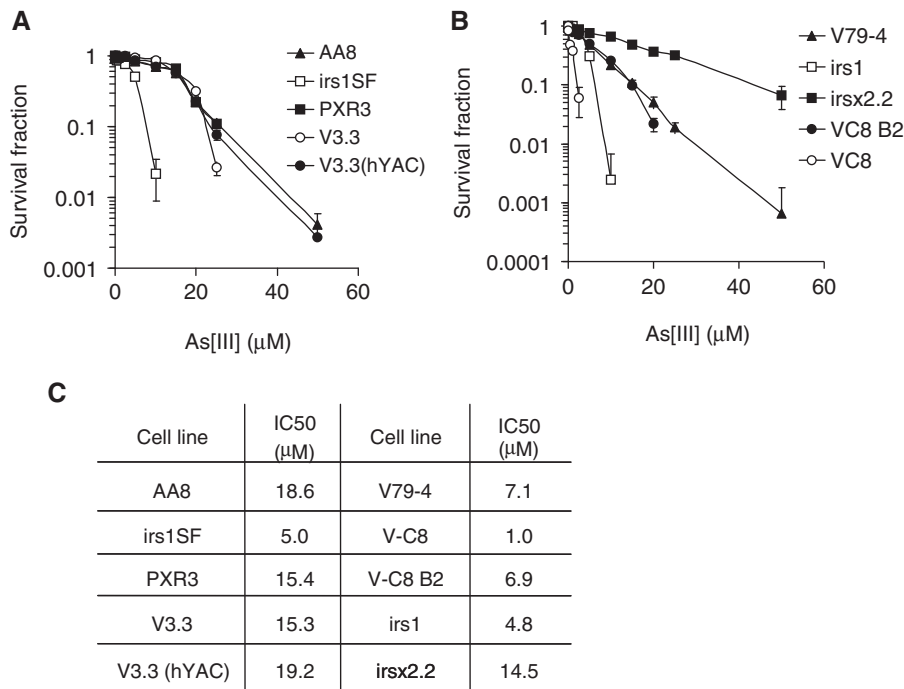 A
Survival fraction
1
0.1
0.01
0.001
0
20
40
60
As[III] (μM)
AA8
irs1SF
PXR3
V3.3
V3.3(hYAC)
B
Survival fraction
1
0.1
0.01
0.001
0.0001
0
20
40
60
As[III] (μM)
V79-4
irs1
irsx2.2
VC8 B2
VC8
C
Cell line IC50 (μM) Cell line IC50 (μM)
AA8 18.6 V79-4 7.1
irs1SF 5.0 V-C8 1.0
PXR3 15.4 V-C8 B2 6.9
V3.3 15.3 irs1 4.8
V3.3 (hYAC) 19.2 irsx2.2 14.5